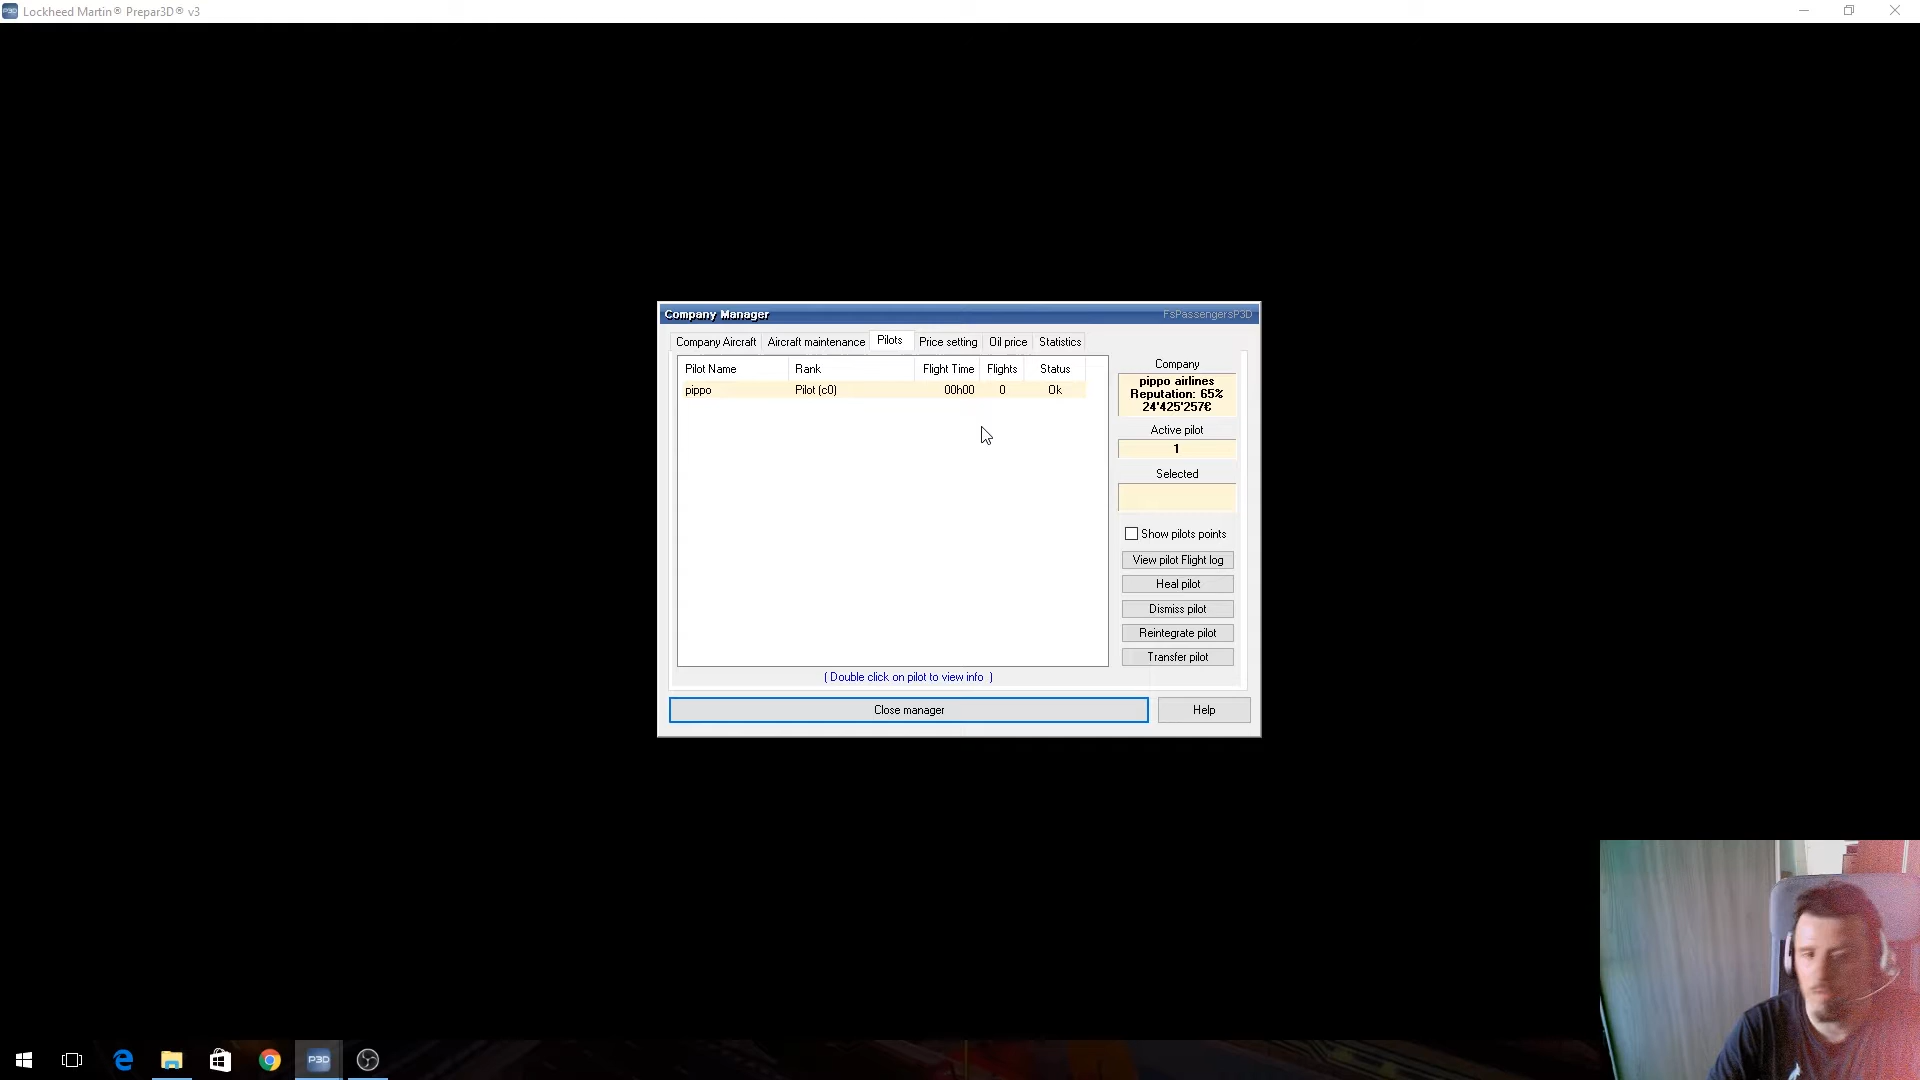 Lockheed Martin® Prepar3D® v3
Company Manager
FsPassengersP3D
Company Aircraft Aircraft maintenance Pilots Price setting Oil price Statistics
Pilot Name Rank Flight Time Flights Status
pippo Pilot (c0) 00h00 0 Ok
Company
pippo airlines
Reputation: 65%
24'425'257€
Active pilot
1
Selected
Show pilots points
View pilot Flight log
Heal pilot
Dismiss pilot
Reintegrate pilot
Transfer pilot
( Double click on pilot to view info )
Close manager
Help
P3D